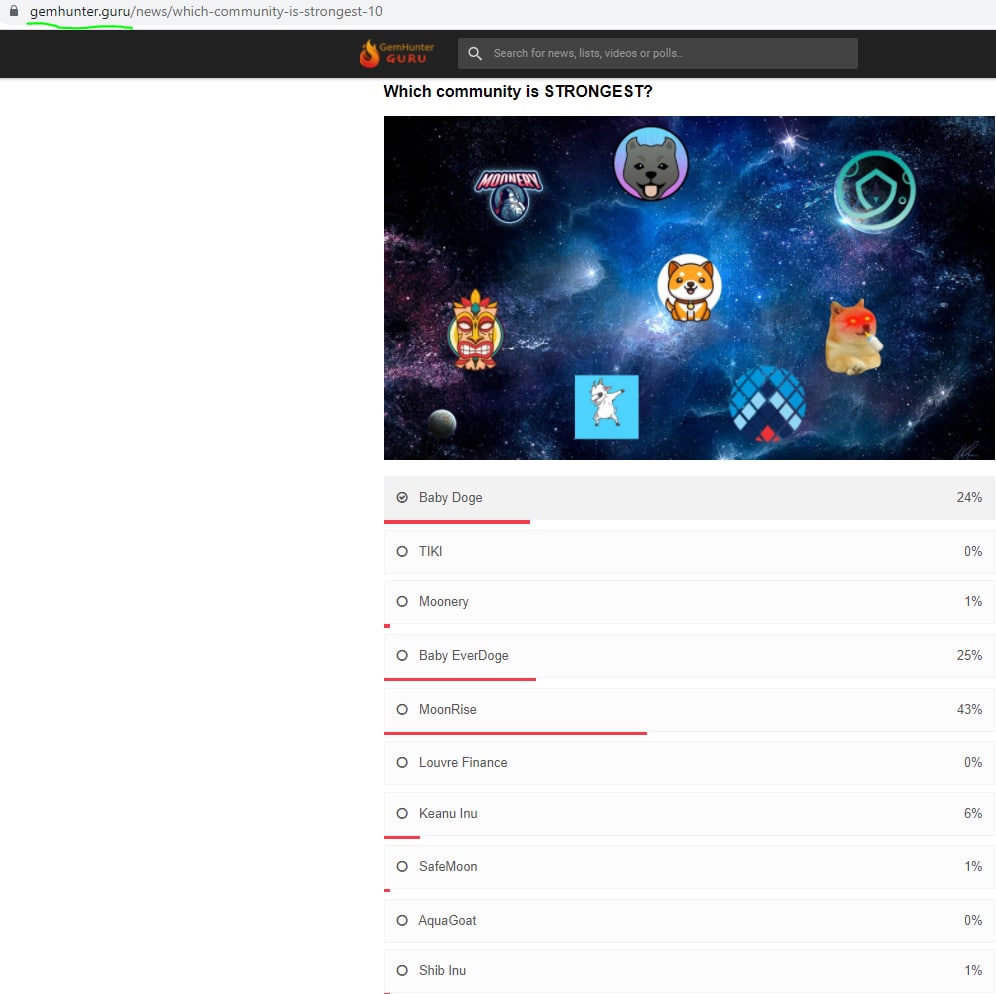 gemhunter.guru/news/which-community-is-strongest-10
GemHunter
GURU
Search for news, lists, videos or polls..
Which community is STRONGEST?
MOONERY
Baby Doge 24%
TIKI 0%
Moonery 1%
Baby EverDoge 25%
MoonRise 43%
Louvre Finance 0%
Keanu Inu 6%
SafeMoon 1%
AquaGoat 0%
Shib Inu 1%